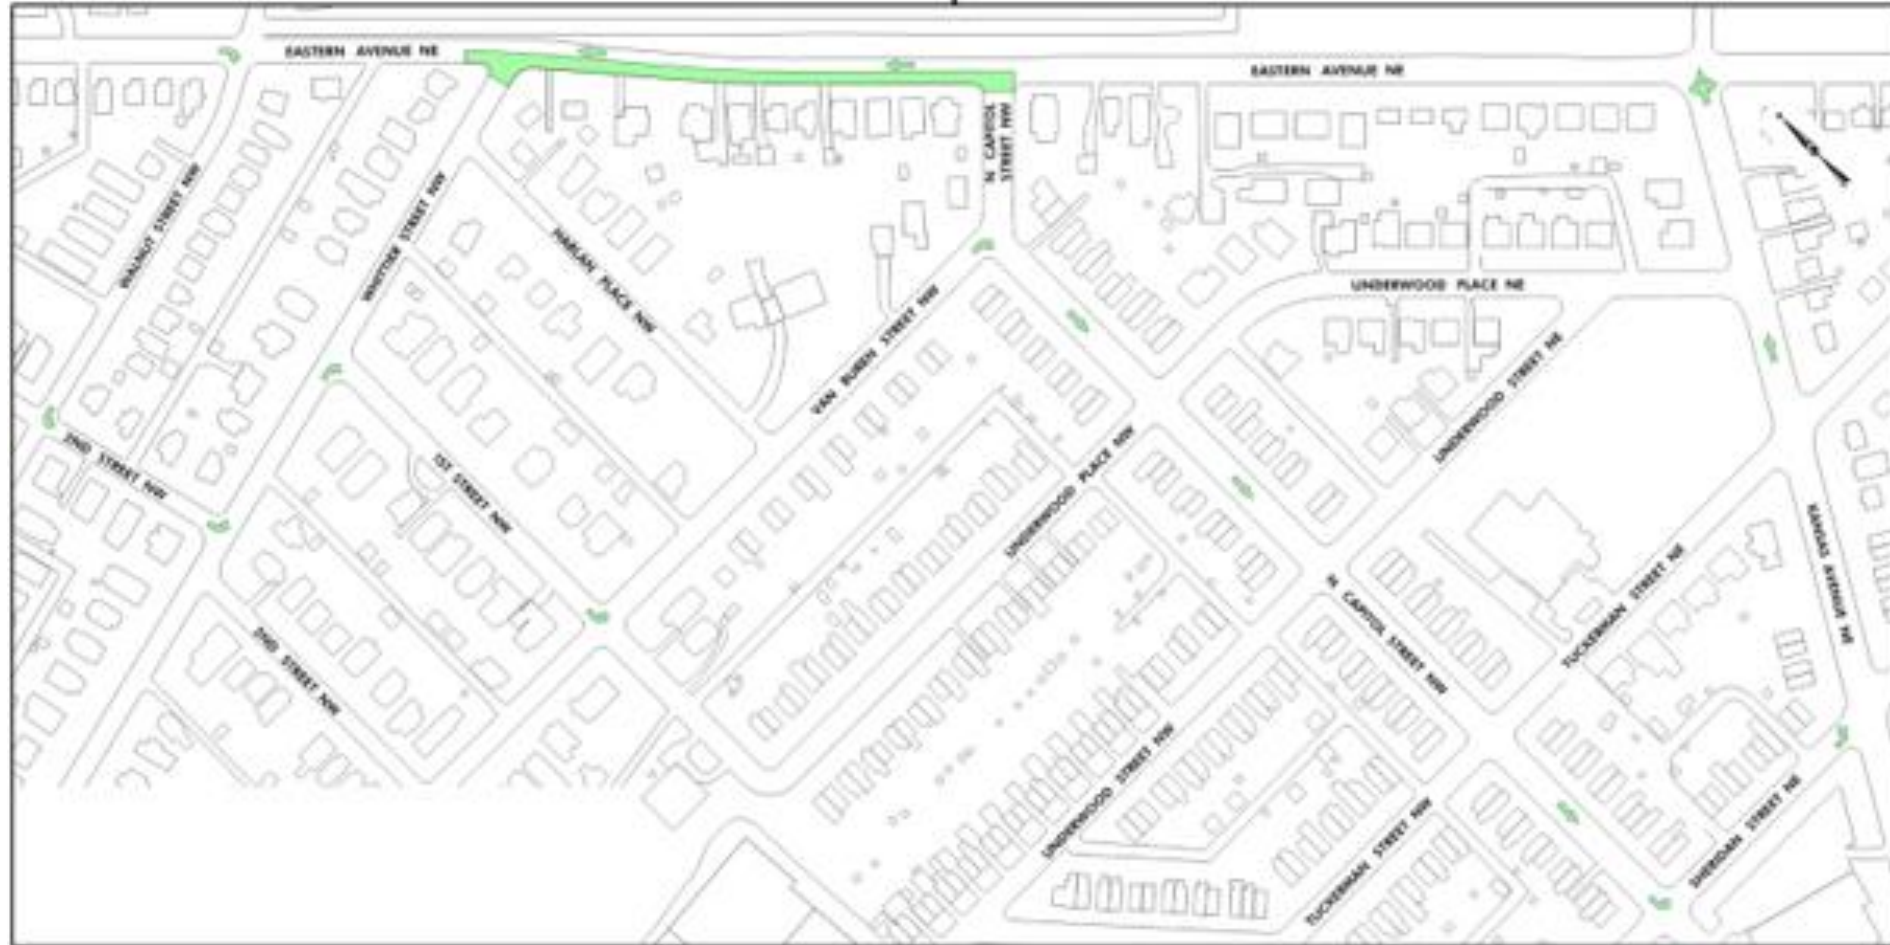 EASTERN AVENUE NE
EASTERN AVENUE NE
N CAPITOL
STREET NW
WALNUT STREET NW
WHITTIER STREET NW
HARLAN PLACE NW
VAN BUREN STREET NW
UNDERWOOD PLACE NE
UNDERWOOD STREET NE
2ND STREET NW
1ST STREET NW
UNDERWOOD PLACE NW
KANSAS AVENUE NE
TUCKERMAN STREET NE
N CAPITOL STREET NW
2ND STREET NW
UNDERWOOD STREET NW
TUCKERMAN STREET NW
SHERIDAN STREET NE